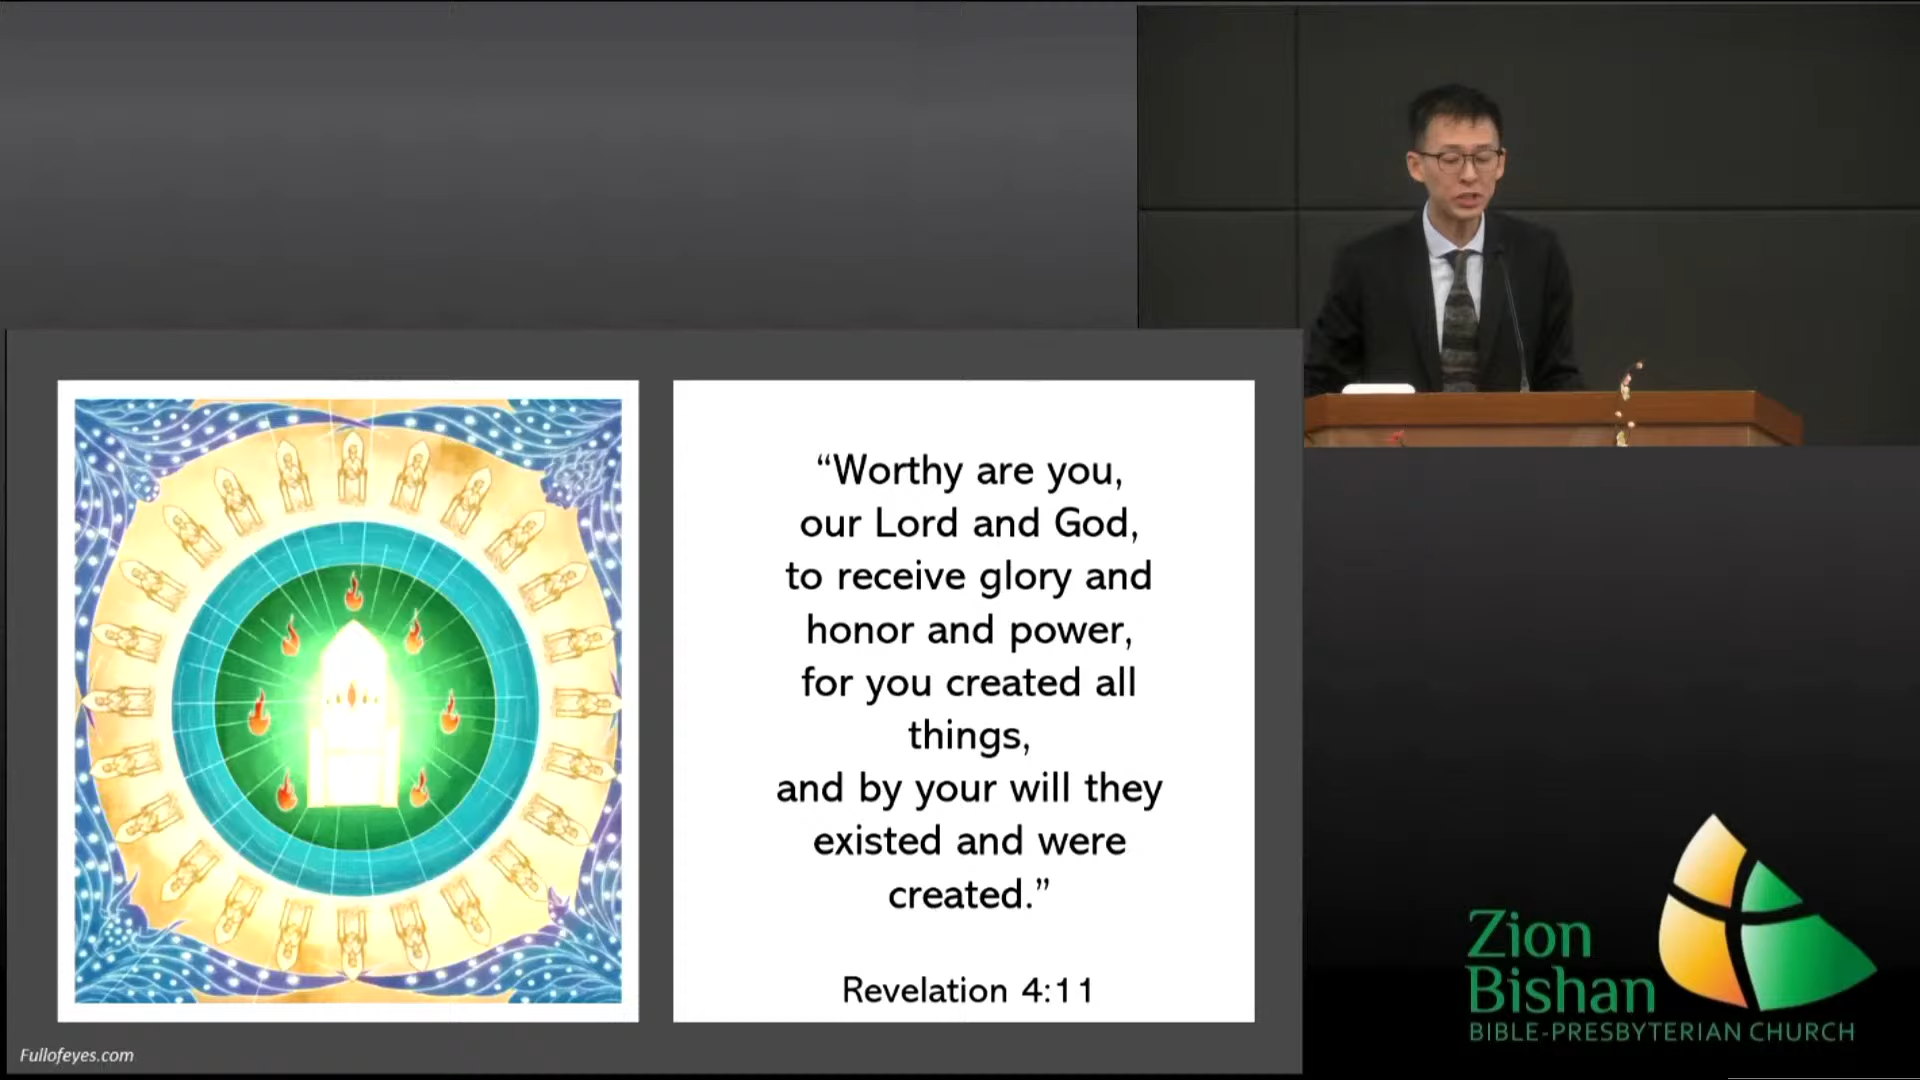 “Worthy are you,
our Lord and God,
to receive glory and
honor and power,
for you created all
things,
and by your will they
existed and were
created.”
Revelation 4:11
Fullofeyes.com
Zion
Bishan
BIBLE-PRESBYTERIAN CHURCH